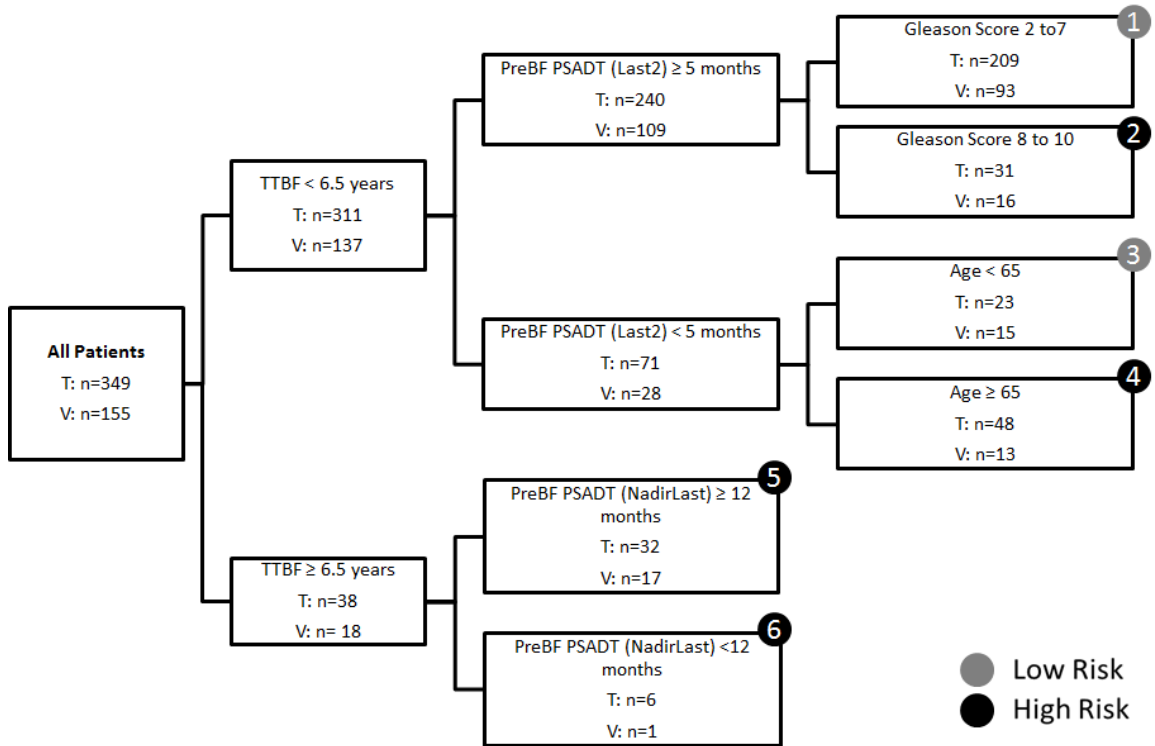 All Patients
T: n=349
V: n=155
TTBF < 6.5 years
T: n=311
V: n=137
TTBF ≥ 6.5 years
T: n=38
V: n= 18
PreBF PSADT (Last2) ≥ 5 months
T: n=240
V: n=109
PreBF PSADT (Last2) < 5 months
T: n=71
V: n=28
5
PreBF PSADT (NadirLast) ≥ 12
months
T: n=32
V: n=17
6
PreBF PSADT (NadirLast) <12
months
T: n=6
V: n=1
1
Gleason Score 2 to7
T: n=209
V: n=93
2
Gleason Score 8 to 10
T: n=31
V: n=16
3
Age < 65
T: n=23
V: n=15
4
Age ≥ 65
T: n=48
V: n=13
Low Risk
High Risk